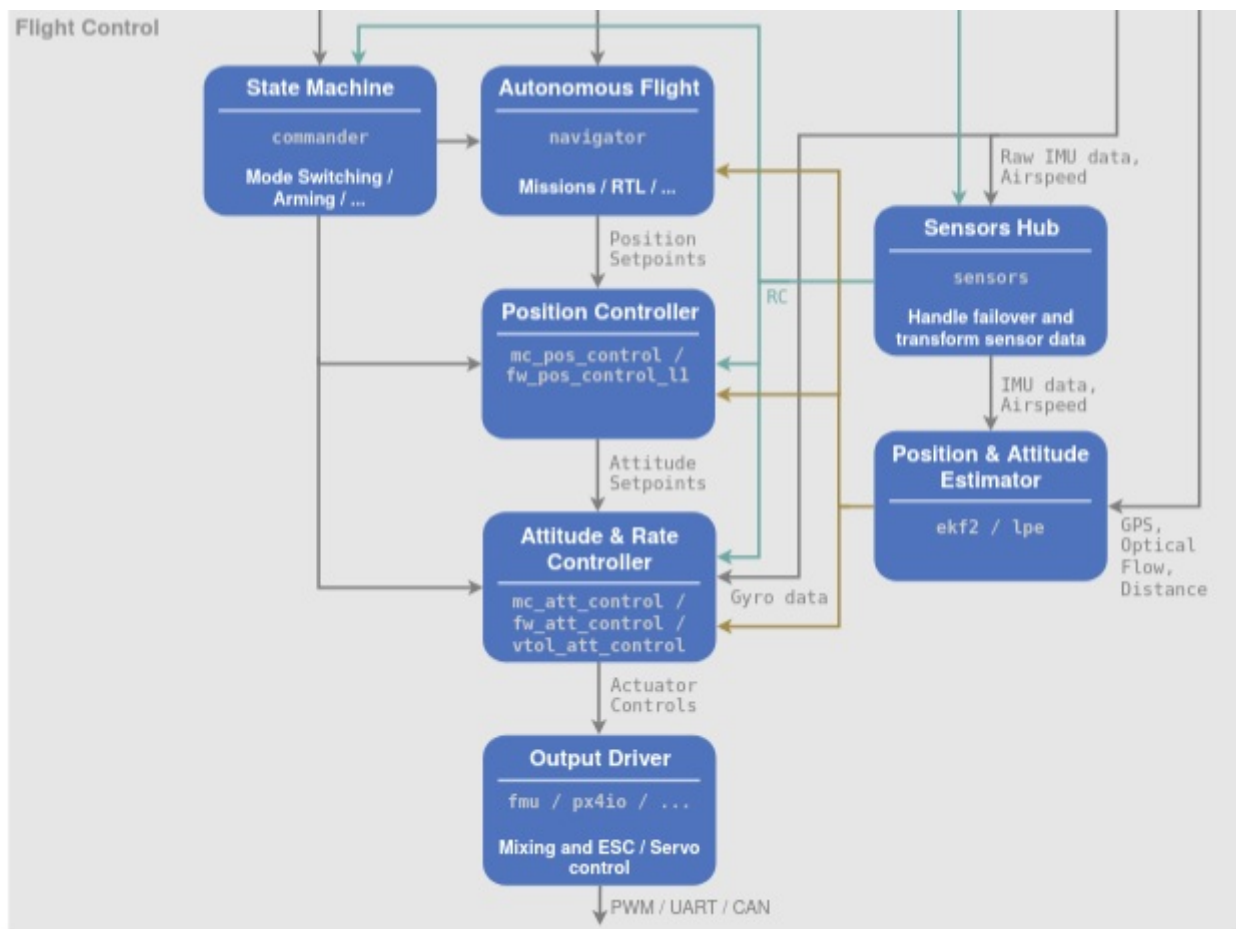 Flight Control
State Machine
commander
Mode Switching /
Arming / ...
Autonomous Flight
navigator
Missions / RTL / ...
Raw IMU data,
Airspeed
Sensors Hub
sensors
Handle failover and
transform sensor data
Position
Setpoints
RC
Position Controller
mc_pos_control /
fw_pos_control_l1
IMU data,
Airspeed
Position & Attitude
Estimator
ekf2 / lpe
GPS,
Optical
Flow,
Distance
Attitude
Setpoints
Attitude & Rate
Controller
mc_att_control /
fw_att_control /
vtol_att_control
Gyro data
Actuator
Controls
Output Driver
fmu / px4io / ...
Mixing and ESC / Servo
control
PWM / UART / CAN